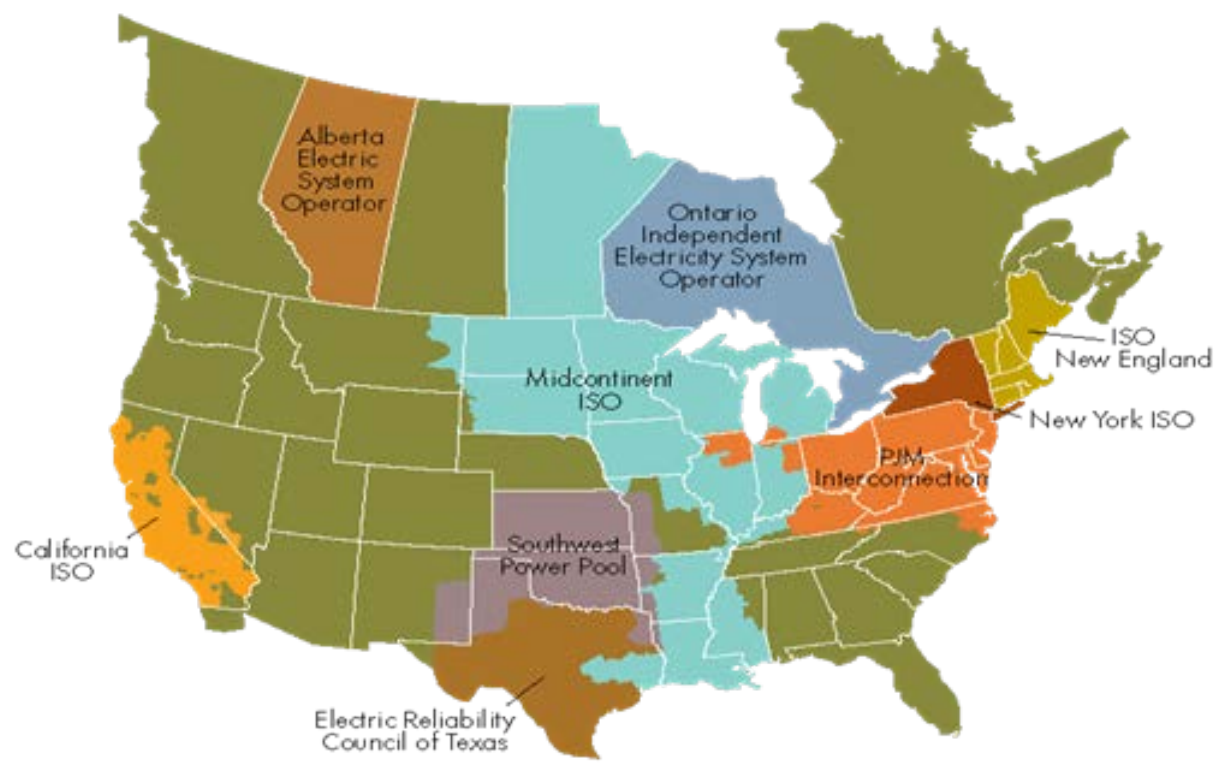 Alberta
Electric
System
Operator
Ontario
Independent
Electricity System
Operator
ISO
New England
Midcontinent
ISO
New York ISO
PJM
Interconnection
California
ISO
Southwest
Power Pool
Electric Reliability
Council of Texas